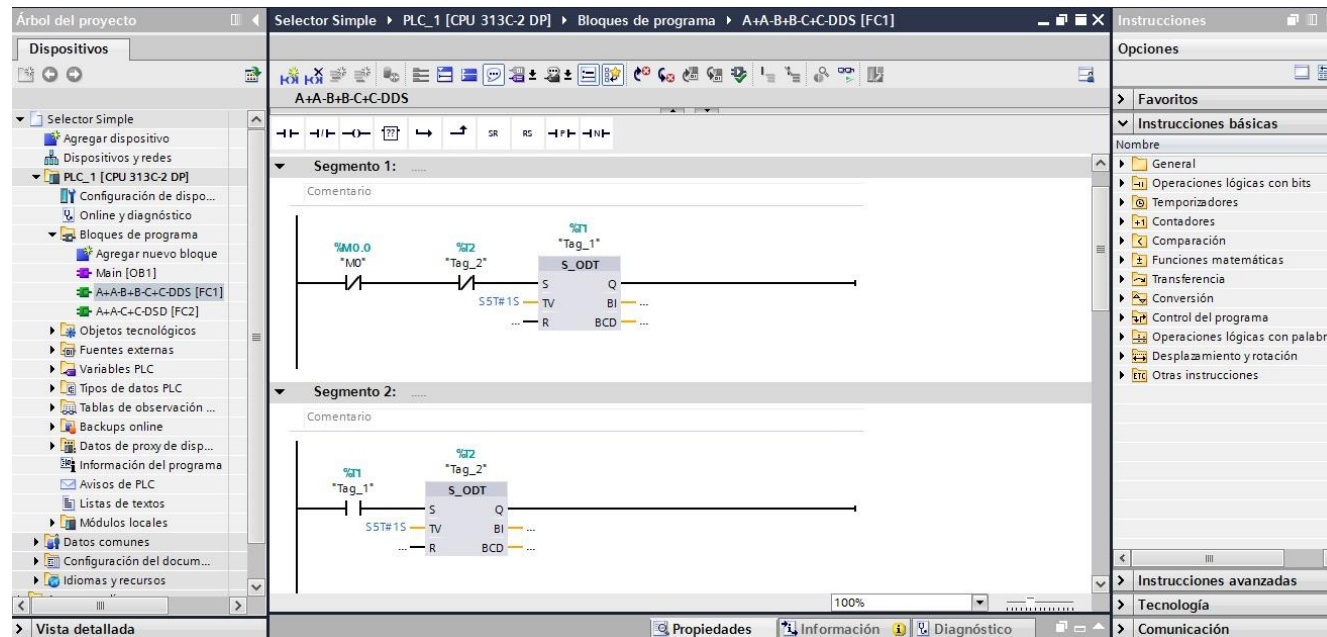 Árbol del proyecto
Dispositivos
Selector Simple
Agregar dispositivo
Dispositivos y redes
PLC_1 [CPU 313C-2 DP]
Configuración de dispo...
Online y diagnóstico
Bloques de programa
Agregar nuevo bloque
Main [OB1]
A+A-B+B-C+C-DDS [FC1]
A+A-C+C-DSD [FC2]
Objetos tecnológicos
Fuentes externas
Variables PLC
Tipos de datos PLC
Tablas de observación ...
Backups online
Datos de proxy de disp...
Información del programa
Avisos de PLC
Listas de textos
Módulos locales
Datos comunes
Configuración del docum...
Idiomas y recursos
Vista detallada
Selector Simple PLC_1 [CPU 313C-2 DP] Bloques de programa A+A-B+B-C+C-DDS [FC1]
A+A-B+B-C+C-DDS
?? SR RS P N
Segmento 1: .....
Comentario
%M0.0
"M0"
%T2
"Tag_2"
%T1
"Tag_1"
S_ODT
S Q
S5T#1S TV BI ...
... R BCD ...
Segmento 2: .....
Comentario
%T1
"Tag_1"
%T2
"Tag_2"
S_ODT
S Q
S5T#1S TV BI ...
... R BCD ...
100%
Propiedades Información Diagnóstico
Instrucciones
Opciones
Favoritos
Instrucciones básicas
Nombre
General
Operaciones lógicas con bits
Temporizadores
Contadores
Comparación
Funciones matemáticas
Transferencia
Conversión
Control del programa
Operaciones lógicas con palabr
Desplazamiento y rotación
Otras instrucciones
Instrucciones avanzadas
Tecnología
Comunicación